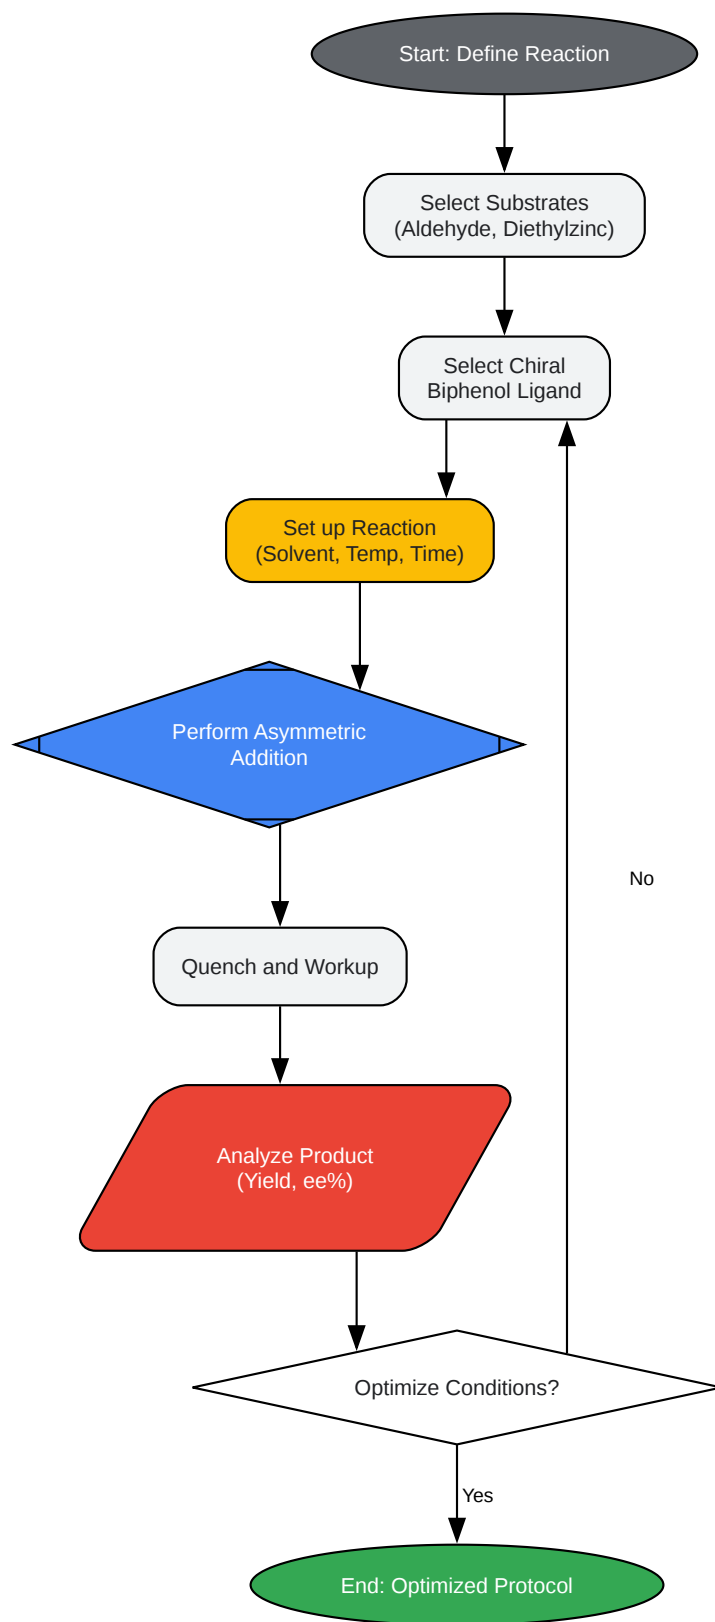 Start: Define Reaction
Select Substrates
(Aldehyde, Diethylzinc)
Select Chiral
Biphenol Ligand
Set up Reaction
(Solvent, Temp, Time)
Perform Asymmetric
Addition
No
Quench and Workup
Analyze Product
(Yield, ee%)
Optimize Conditions?
Yes
End: Optimized Protocol